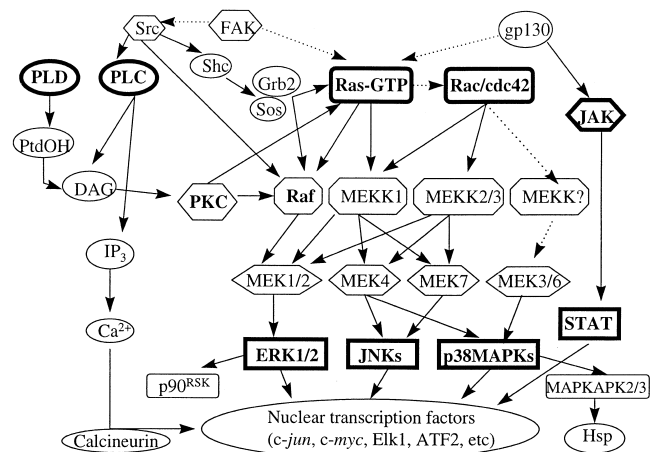 Src
FAK
gp130
Shc
PLD
PLC
Grb2
Sos
Ras-GTP
Rac/cdc42
JAK
PtdOH
DAG
PKC
Raf
MEKK1
MEKK2/3
MEKK?
IP₃
MEK1/2
MEK4
MEK7
MEK3/6
Ca²⁺
STAT
ERK1/2
JNKs
p38MAPKs
p90ᴿˢᴷ
MAPKAPK2/3
Nuclear transcription factors
(c-jun, c-myc, Elk1, ATF2, etc)
Calcineurin
Hsp